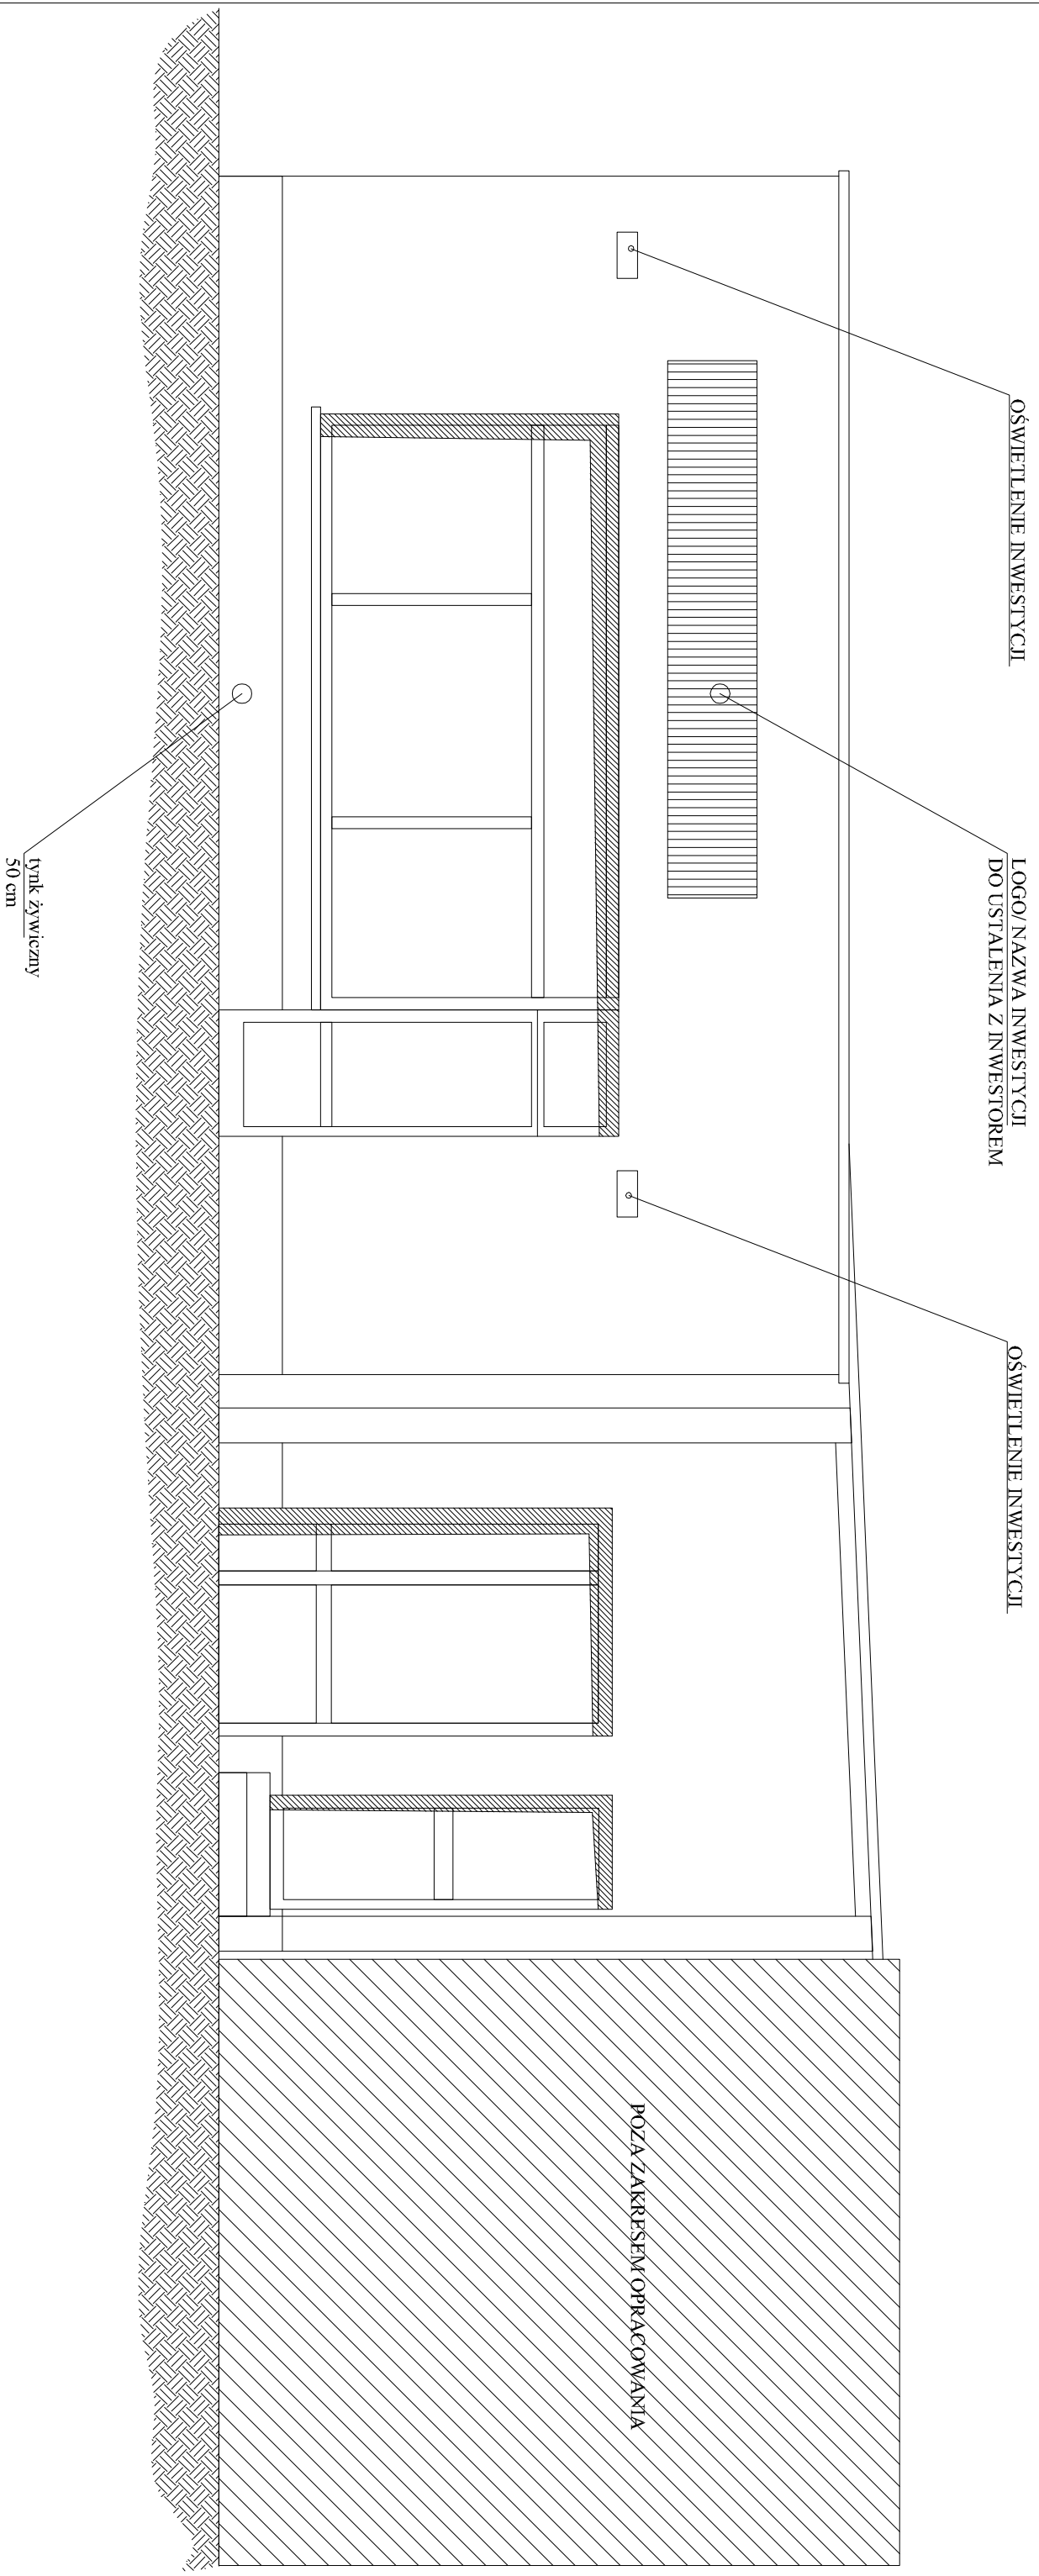 OŚWIETLENIE INWESTYCJI
LOGO/ NAZWA INWESTYCJI
DO USTALENIA Z INWESTOREM
OŚWIETLENIE INWESTYCJI
POZA ZAKRESEM OPRACOWANIA
tynk żywiczny
50 cm